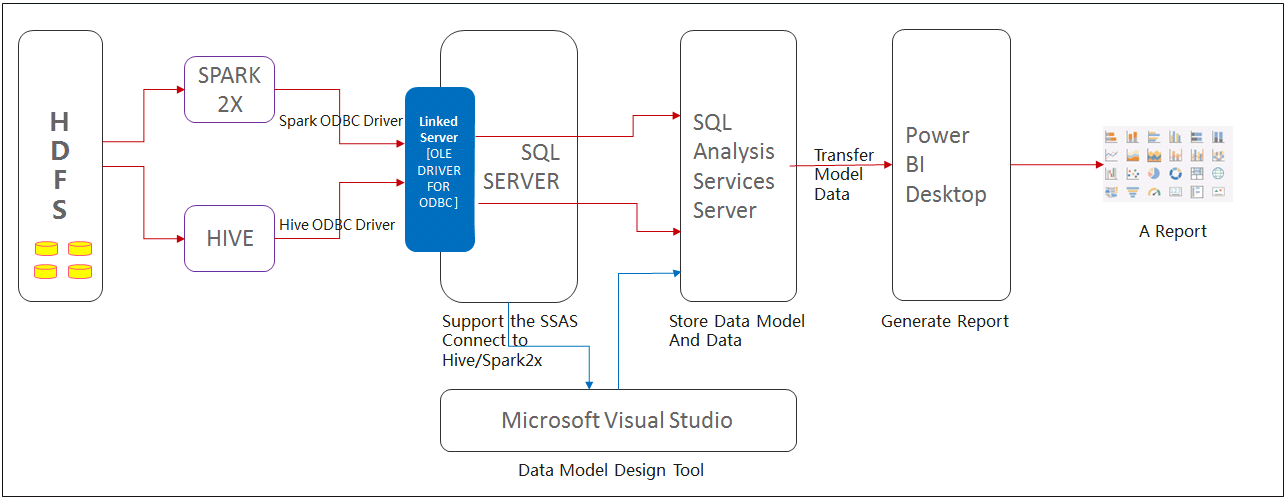 H
D
F
S
SPARK
2X
HIVE
Spark ODBC Driver
Hive ODBC Driver
Linked
Server
[OLE
DRIVER
FOR
ODBC]
SQL
SERVER
Support the SSAS
Connect to
Hive/Spark2x
SQL
Analysis
Services
Server
Store Data Model
And Data
Transfer
Model
Data
Power
BI
Desktop
Generate Report
A Report
Microsoft Visual Studio
Data Model Design Tool